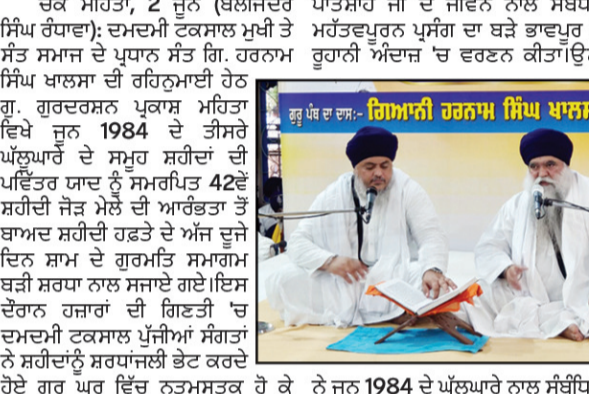 ਚੌਕ ਮਹਿਤਾ, 2 ਜੂਨ (ਬਲਜਿੰਦਰ
ਸਿੰਘ ਰੰਧਾਵਾ): ਦਮਦਮੀ ਟਕਸਾਲ ਮੁਖੀ ਤੇ
ਸੰਤ ਸਮਾਜ ਦੇ ਪ੍ਰਧਾਨ ਸੰਤ ਗਿ. ਹਰਨਾਮ
ਸਿੰਘ ਖਾਲਸਾ ਦੀ ਰਹਿਨੁਮਾਈ ਹੇਠ
ਗੁ. ਗੁਰਦਰਸ਼ਨ ਪ੍ਰਕਾਸ਼ ਮਹਿਤਾ
ਵਿਖੇ ਜੂਨ 1984 ਦੇ ਤੀਸਰੇ
ਘੱਲੂਘਾਰੇ ਦੇ ਸਮੂਹ ਸ਼ਹੀਦਾਂ ਦੀ
ਪਵਿੱਤਰ ਯਾਦ ਨੂੰ ਸਮਰਪਿਤ 42ਵੇਂ
ਸ਼ਹੀਦੀ ਜੋੜ ਮੇਲੇ ਦੀ ਆਰੰਭਤਾ ਤੋਂ
ਬਾਅਦ ਸ਼ਹੀਦੀ ਹਫ਼ਤੇ ਦੇ ਅੱਜ ਦੂਜੇ
ਦਿਨ ਸ਼ਾਮ ਦੇ ਗੁਰਮਤਿ ਸਮਾਗਮ
ਬੜੀ ਸ਼ਰਧਾ ਨਾਲ ਸਜਾਏ ਗਏ।ਇਸ
ਦੌਰਾਨ ਹਜ਼ਾਰਾਂ ਦੀ ਗਿਣਤੀ 'ਚ
ਦਮਦਮੀ ਟਕਸਾਲ ਪੁੱਜੀਆਂ ਸੰਗਤਾਂ
ਨੇ ਸ਼ਹੀਦਾਂਨੂੰ ਸ਼ਰਧਾਂਜਲੀ ਭੇਟ ਕਰਦੇ
ਹੋਏ ਗੁਰੂ ਘਰ ਵਿੱਚ ਨਤਮਸਤਕ ਹੋ ਕੇ
ਪਾਤਸ਼ਾਹ ਜੀ ਦੇ ਜੀਵਨ ਨਾਲ
ਮਹੱਤਵਪੂਰਨ ਪ੍ਰਸੰਗ ਦਾ ਬੜੇ ਭਾਵਪੂਰ
ਰੂਹਾਨੀ ਅੰਦਾਜ਼ 'ਚ ਵਰਣਨ ਕੀਤਾ।
ਗੁਰੂ ਪੰਥ ਦਾ ਦਾਸ:- ਗਿਆਨੀ ਹਰਨਾਮ ਸਿੰਘ
ਨੇ ਜੂਨ 1984 ਦੇ ਘੱਲੂਘਾਰੇ ਨਾਲ